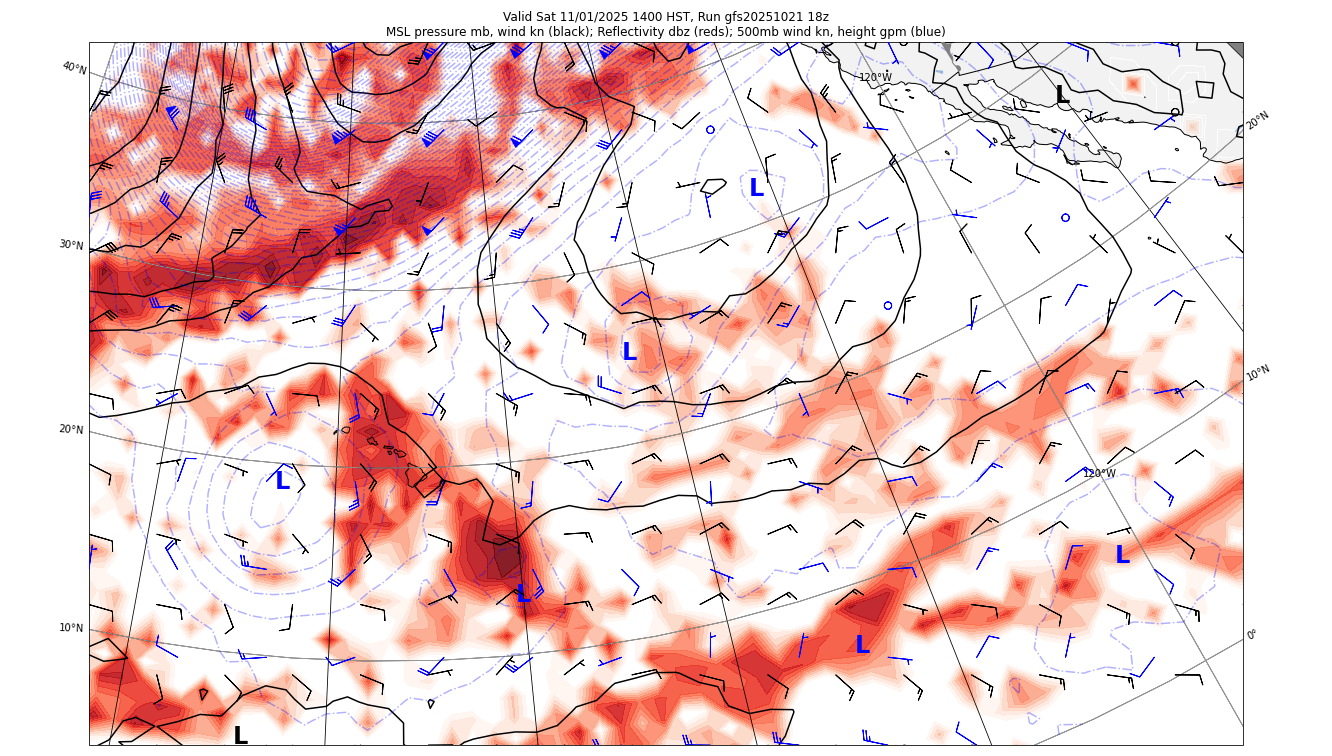 Valid Sat 11/01/2025 1400 HST, Run gfs20251021 18z
MSL pressure mb, wind kn (black); Reflectivity dbz (reds); 500mb wind kn, height gpm (blue)
40°N
120°W
L
20°N
L
30°N
L
10°N
20°N
L
120°W
L
L
10°N
L
0°
L